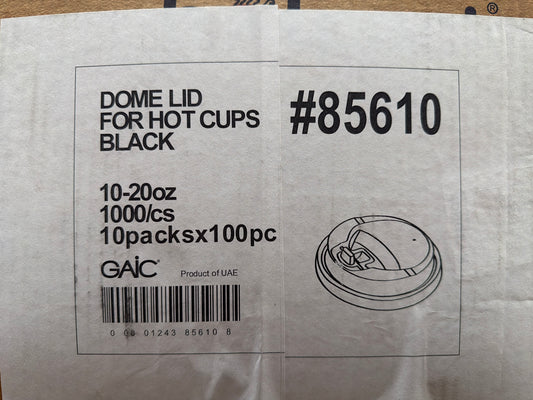 DOME LID
FOR HOT CUPS
BLACK
#85610
10-20oz
1000/cs
10packsx100pc
GAiC®
Product of UAE
0 08 01243 85610 8